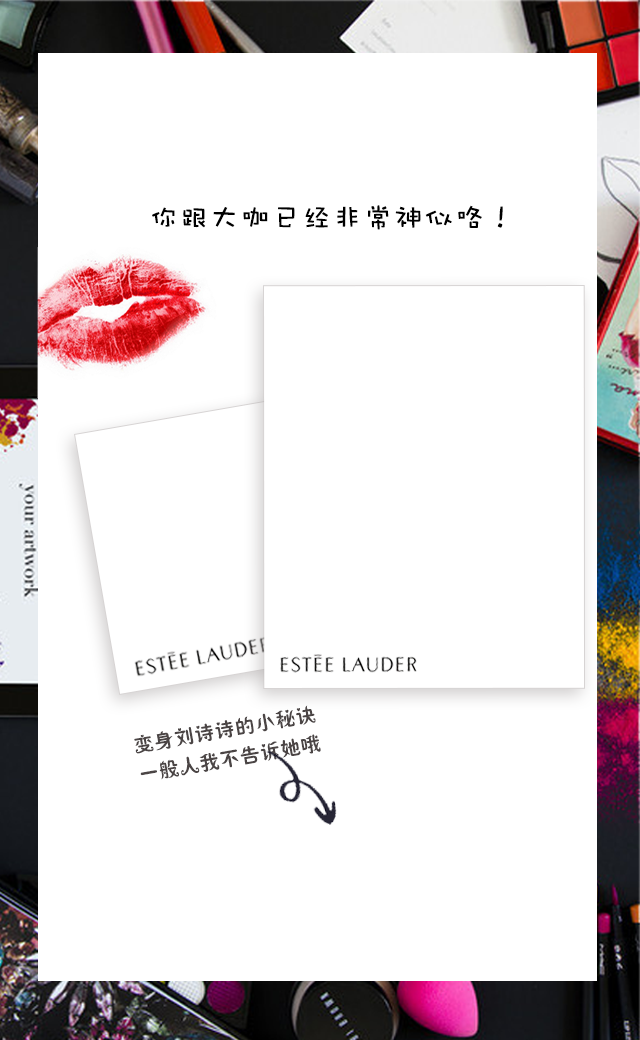 你跟大咖已经非常神似咯！
your artwork
ESTĒE LAUDER
ESTĒE LAUDER
变身刘诗诗的小秘诀
一般人我不告诉她哦